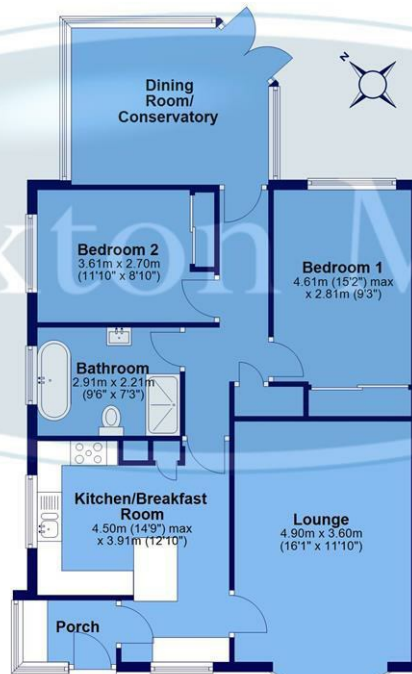 Dining
Room/
Conservatory
N
Bedroom 2
3.61m x 2.70m
(11'10" x 8'10")
Bedroom 1
4.61m (15'2") max
x 2.81m (9'3")
Bathroom
2.91m x 2.21m
(9'6" x 7'3")
Kitchen/Breakfast
Room
4.50m (14'9") max
x 3.91m (12'10")
Lounge
4.90m x 3.60m
(16'1" x 11'10")
Porch